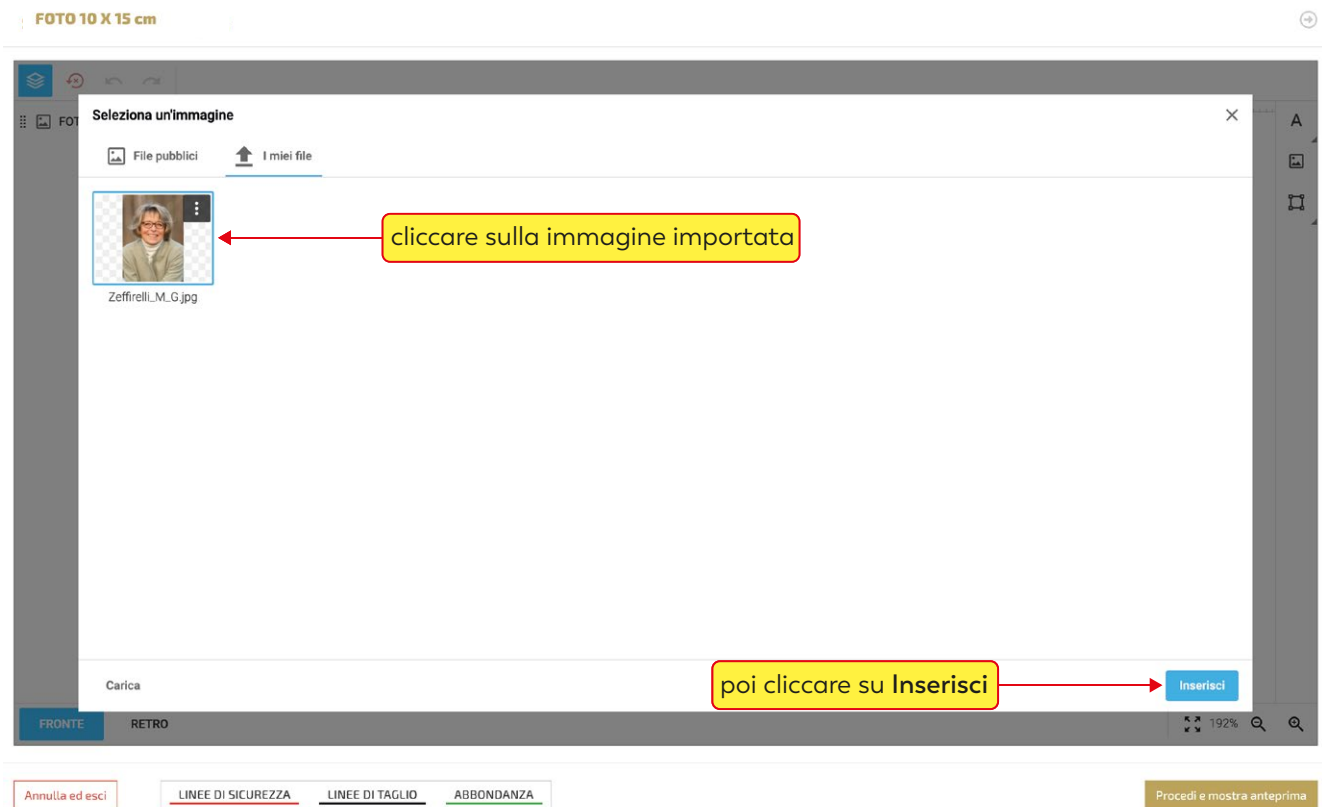 FOTO 10 X 15 cm
FOT
Seleziona un'immagine
File pubblici
I miei file
cliccare sulla immagine importata
Zeffirelli_M_G.jpg
A
Carica
poi cliccare su Inserisci
Inserisci
FRONTE
RETRO
192%
Annulla ed esci
LINEE DI SICUREZZA
LINEE DI TAGLIO
ABBONDANZA
Procedi e mostra anteprima